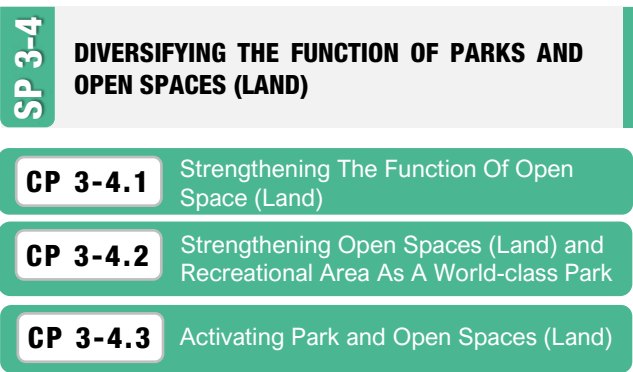 SP 3-4
DIVERSIFYING THE FUNCTION OF PARKS AND
OPEN SPACES (LAND)
CP 3-4.1
Strengthening The Function Of Open
Space (Land)
CP 3-4.2
Strengthening Open Spaces (Land) and
Recreational Area As A World-class Park
CP 3-4.3
Activating Park and Open Spaces (Land)